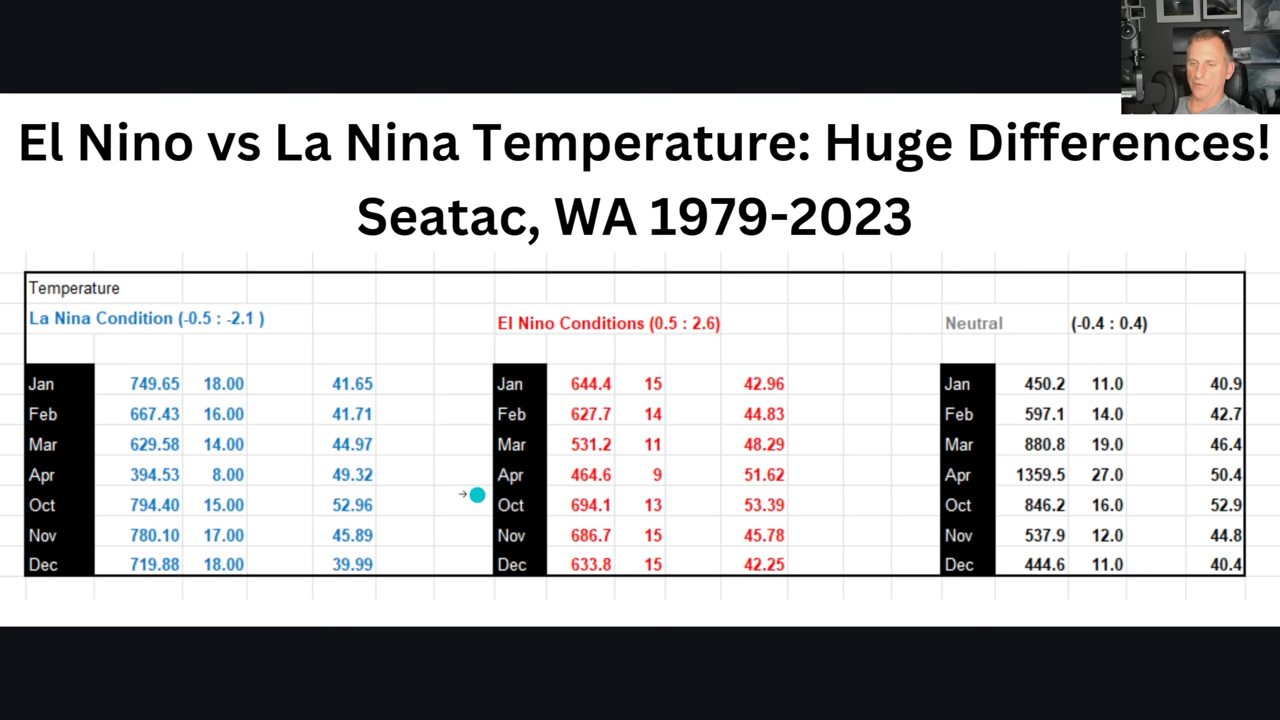 El Nino vs La Nina Temperature: Huge Differences!
Seatac, WA 1979-2023
Temperature
La Nina Condition (-0.5 : -2.1 )
El Nino Conditions (0.5 : 2.6)
Neutral (-0.4 : 0.4)
Jan 749.65 18.00 41.65 Jan 644.4 15 42.96 Jan 450.2 11.0 40.9
Feb 667.43 16.00 41.71 Feb 627.7 14 44.83 Feb 597.1 14.0 42.7
Mar 629.58 14.00 44.97 Mar 531.2 11 48.29 Mar 880.8 19.0 46.4
Apr 394.53 8.00 49.32 Apr 464.6 9 51.62 Apr 1359.5 27.0 50.4
Oct 794.40 15.00 52.96 Oct 694.1 13 53.39 Oct 846.2 16.0 52.9
Nov 780.10 17.00 45.89 Nov 686.7 15 45.78 Nov 537.9 12.0 44.8
Dec 719.88 18.00 39.99 Dec 633.8 15 42.25 Dec 444.6 11.0 40.4